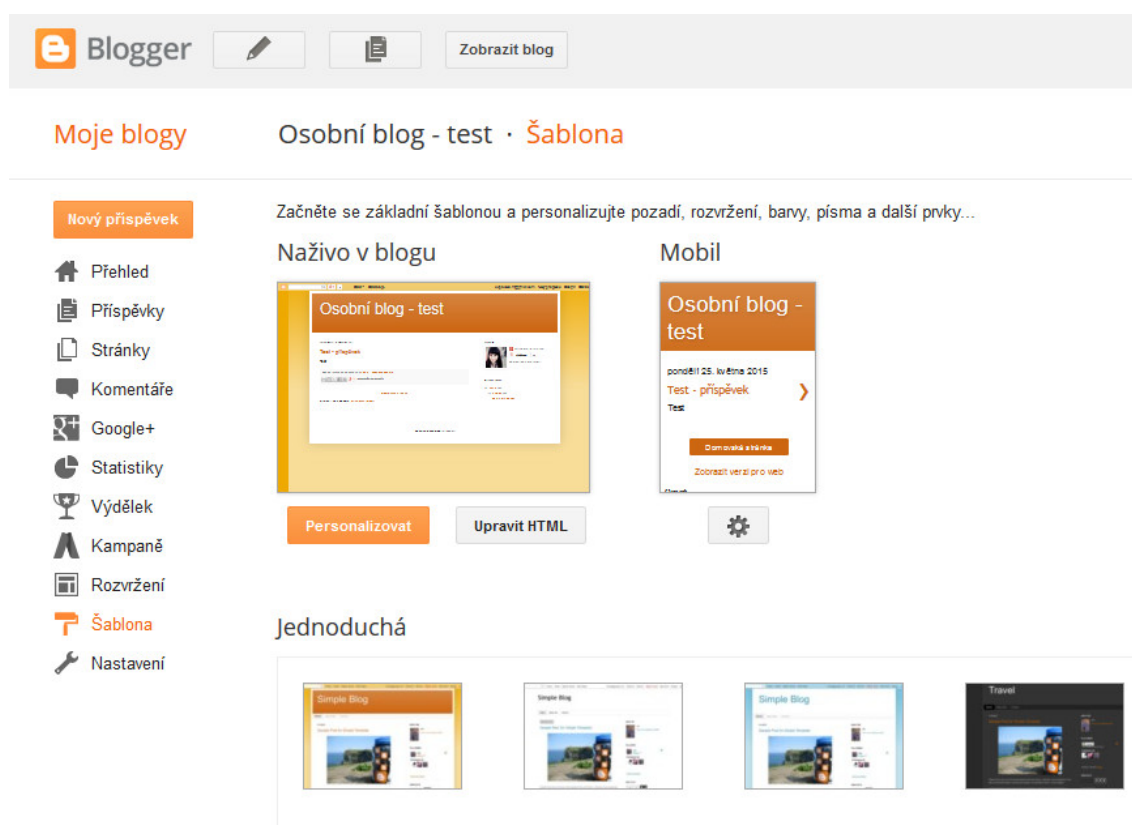 Blogger Zobrazit blog
Moje blogy Osobní blog - test · Šablona
Nový příspěvek
Přehled
Příspěvky
Stránky
Komentáře
Google+
Statistiky
Výdělek
Kampaně
Rozvržení
Šablona
Nastavení
Začněte se základní šablonou a personalizujte pozadí, rozvržení, barvy, písma a další prvky...
Naživo v blogu
Osobní blog - test
Test - příspěvek
Personalizovat Upravit HTML
Mobil
Osobní blog -
test
pondělí 25. května 2015
Test - příspěvek
Test
Domovská stránka
Zobrazit verzi pro web
Jednoduchá
Simple Blog
Simple Blog
Simple Blog
Travel